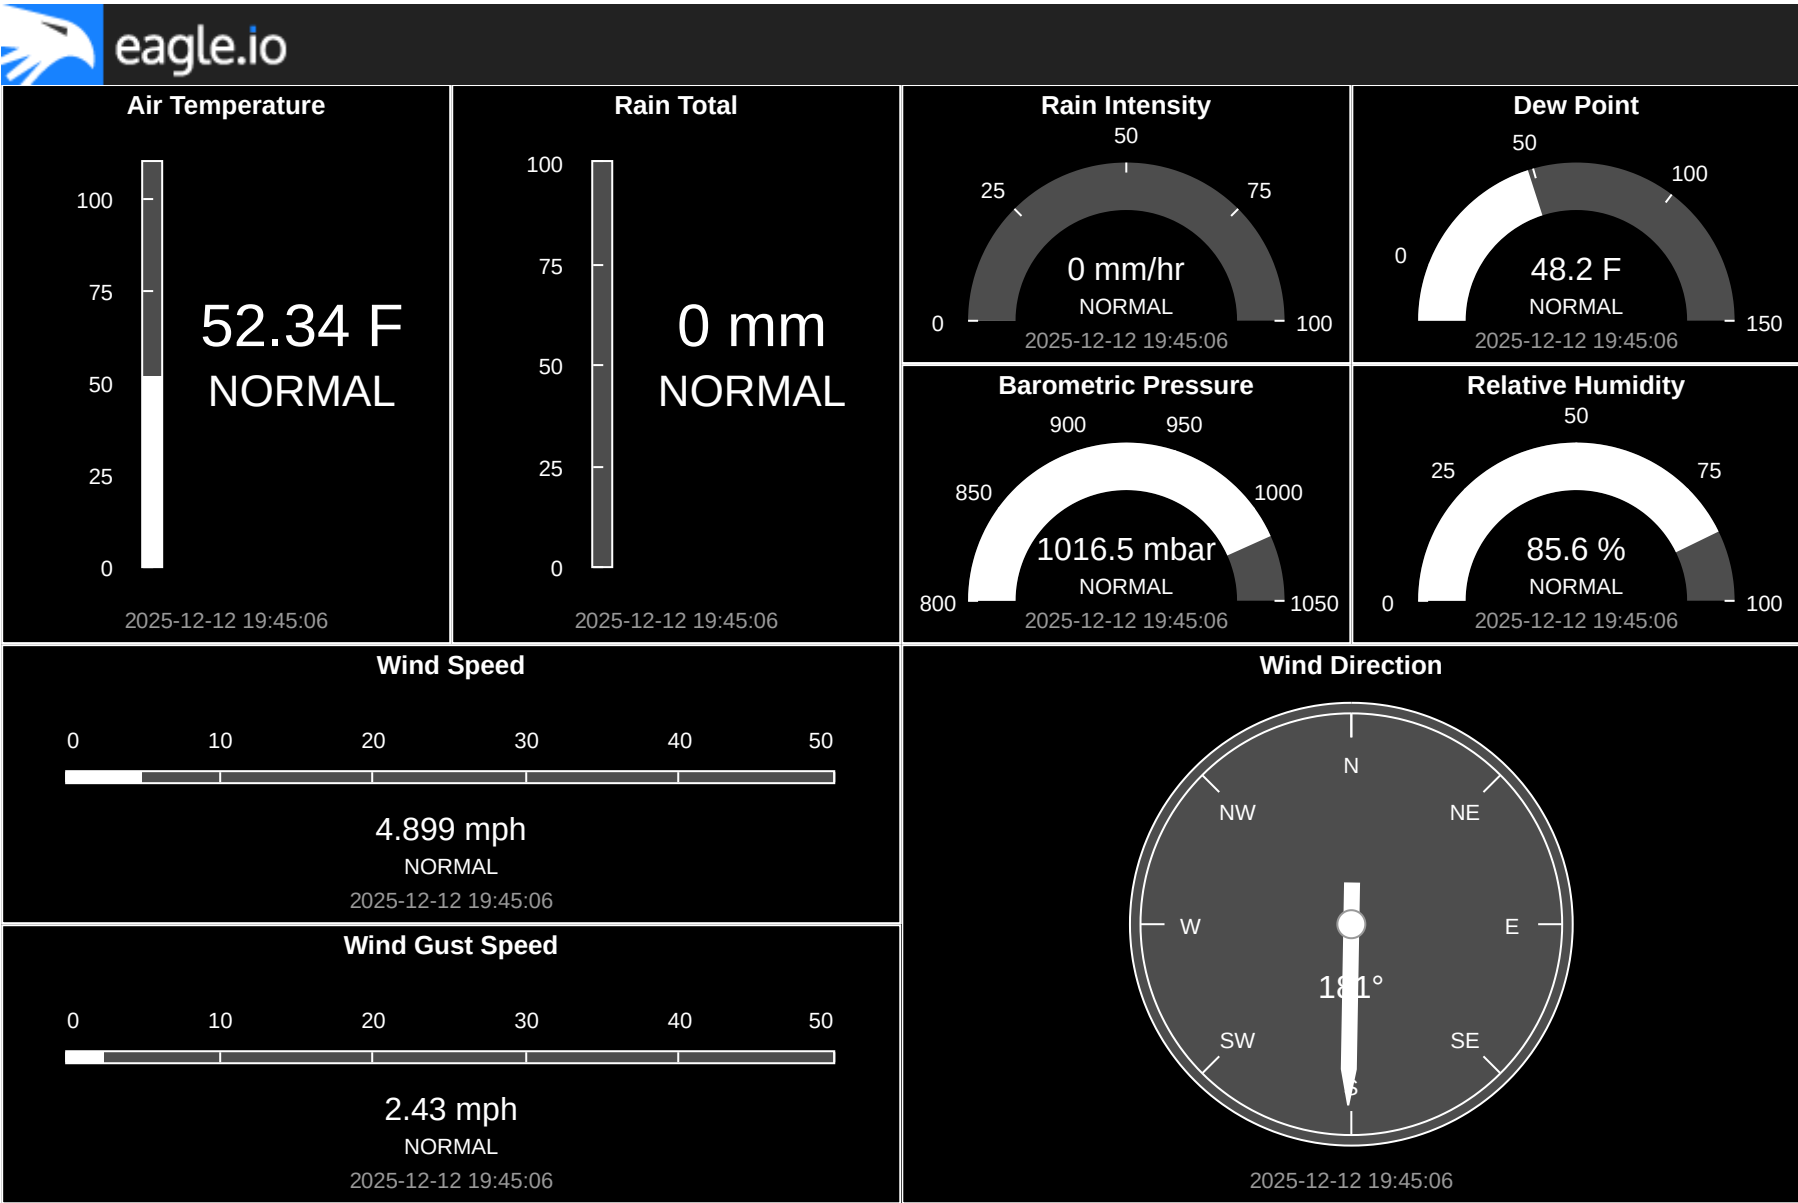 eagle.io
Air Temperature
100
75
50
25
0
52.34 F
NORMAL
2025-12-12 19:45:06
Rain Total
100
75
50
25
0
0 mm
NORMAL
2025-12-12 19:45:06
Rain Intensity
0
25
50
75
100
0 mm/hr
NORMAL
2025-12-12 19:45:06
Dew Point
0
50
100
150
48.2 F
NORMAL
2025-12-12 19:45:06
Barometric Pressure
800
850
900
950
1000
1050
1016.5 mbar
NORMAL
2025-12-12 19:45:06
Relative Humidity
0
25
50
75
100
85.6 %
NORMAL
2025-12-12 19:45:06
Wind Speed
0 10 20 30 40 50
4.899 mph
NORMAL
2025-12-12 19:45:06
Wind Gust Speed
0 10 20 30 40 50
2.43 mph
NORMAL
2025-12-12 19:45:06
Wind Direction
N
NW NE
W E
181°
SW SE
S
2025-12-12 19:45:06